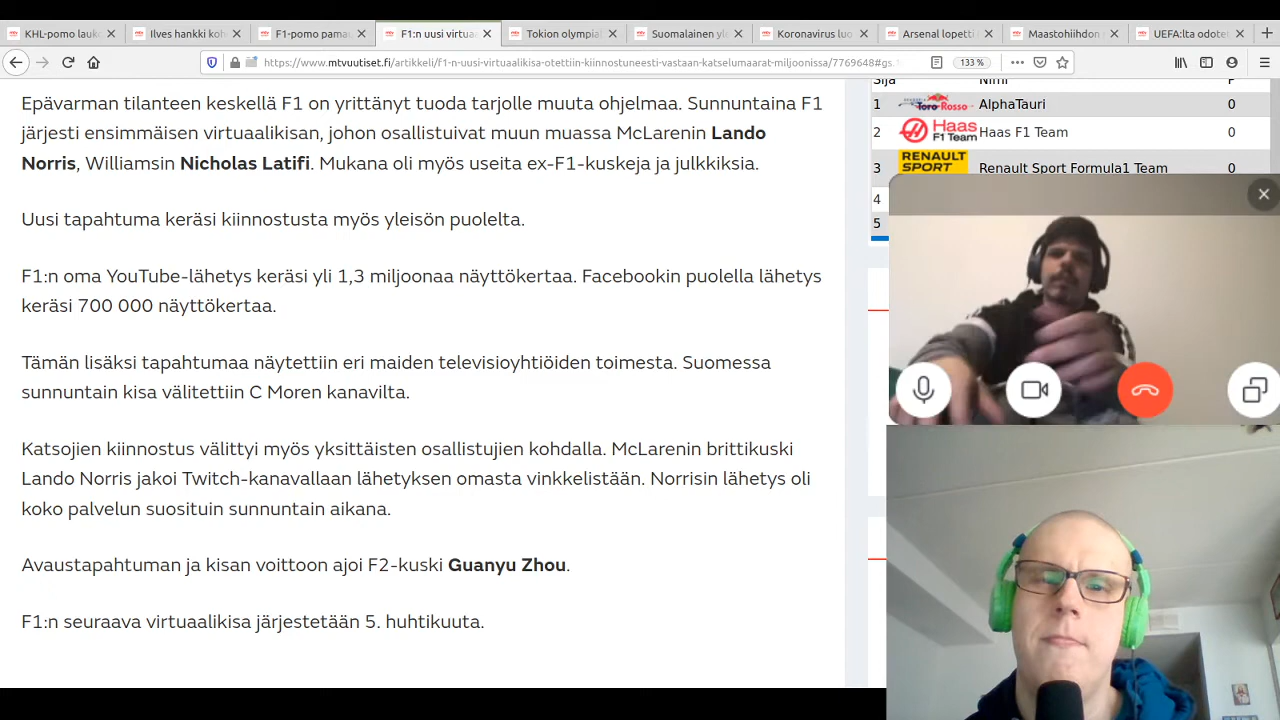 KHL-pomo lauko
Ilves hankki koh
F1-pomo pamau
F1:n uusi virtua
Tokion olympial
Suomalainen yle
Koronavirus luo
Arsenal lopetti
Maastohiihdon
UEFA:lta odotet
https://www.mtvuutiset.fi/artikkeli/f1-n-uusi-virtuaalikisa-otettiin-kiinnostuneesti-vastaan-katselumaarat-miljoonissa/7769648#gs.
133 %
Epävarman tilanteen keskellä F1 on yrittänyt tuoda tarjolle muuta ohjelmaa. Sunnuntaina F1
järjesti ensimmäisen virtuaalikisan, johon osallistuivat muun muassa McLarenin Lando
Norris, Williamsin Nicholas Latifi. Mukana oli myös useita ex-F1-kuskeja ja julkkiksia.
Uusi tapahtuma keräsi kiinnostusta myös yleisön puolelta.
F1:n oma YouTube-lähetys keräsi yli 1,3 miljoonaa näyttökertaa. Facebookin puolella lähetys
keräsi 700 000 näyttökertaa.
Tämän lisäksi tapahtumaa näytettiin eri maiden televisioyhtiöiden toimesta. Suomessa
sunnuntain kisa välitettiin C Moren kanavilta.
Katsojien kiinnostus välittyi myös yksittäisten osallistujien kohdalla. McLarenin brittikuski
Lando Norris jakoi Twitch-kanavallaan lähetyksen omasta vinkkelistään. Norrisin lähetys oli
koko palvelun suosituin sunnuntain aikana.
Avaustapahtuman ja kisan voittoon ajoi F2-kuski Guanyu Zhou.
F1:n seuraava virtuaalikisa järjestetään 5. huhtikuuta.
Sija Nimi P
1 Toro Rosso AlphaTauri 0
2 Haas F1 Team Haas F1 Team 0
3 RENAULT SPORT Renault Sport Formula1 Team 0
4
5